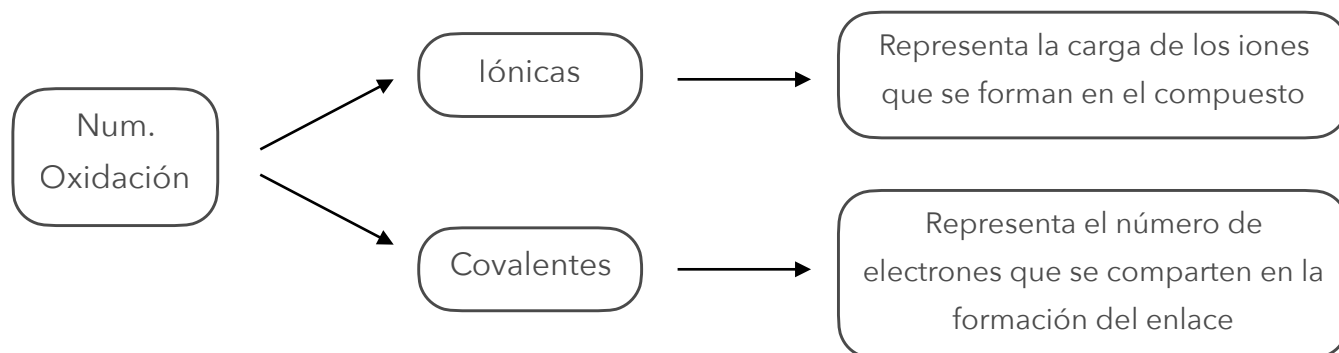 Num.
Oxidación
Iónicas
Representa la carga de los iones
que se forman en el compuesto
Covalentes
Representa el número de
electrones que se comparten en la
formación del enlace